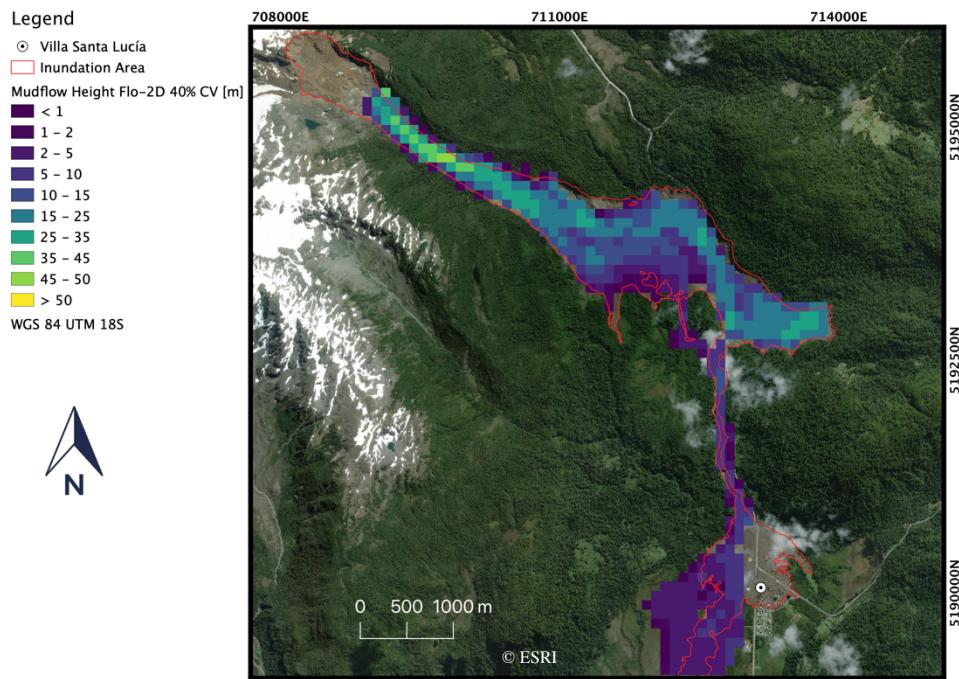 Legend
Villa Santa Lucía
Inundation Area
Mudflow Height Flo-2D 40% CV [m]
< 1
1 - 2
2 - 5
5 - 10
10 - 15
15 - 25
25 - 35
35 - 45
45 - 50
> 50
WGS 84 UTM 18S
N
708000E
711000E
714000E
5195000N
5192500N
5190000N
0 500 1000 m
© ESRI